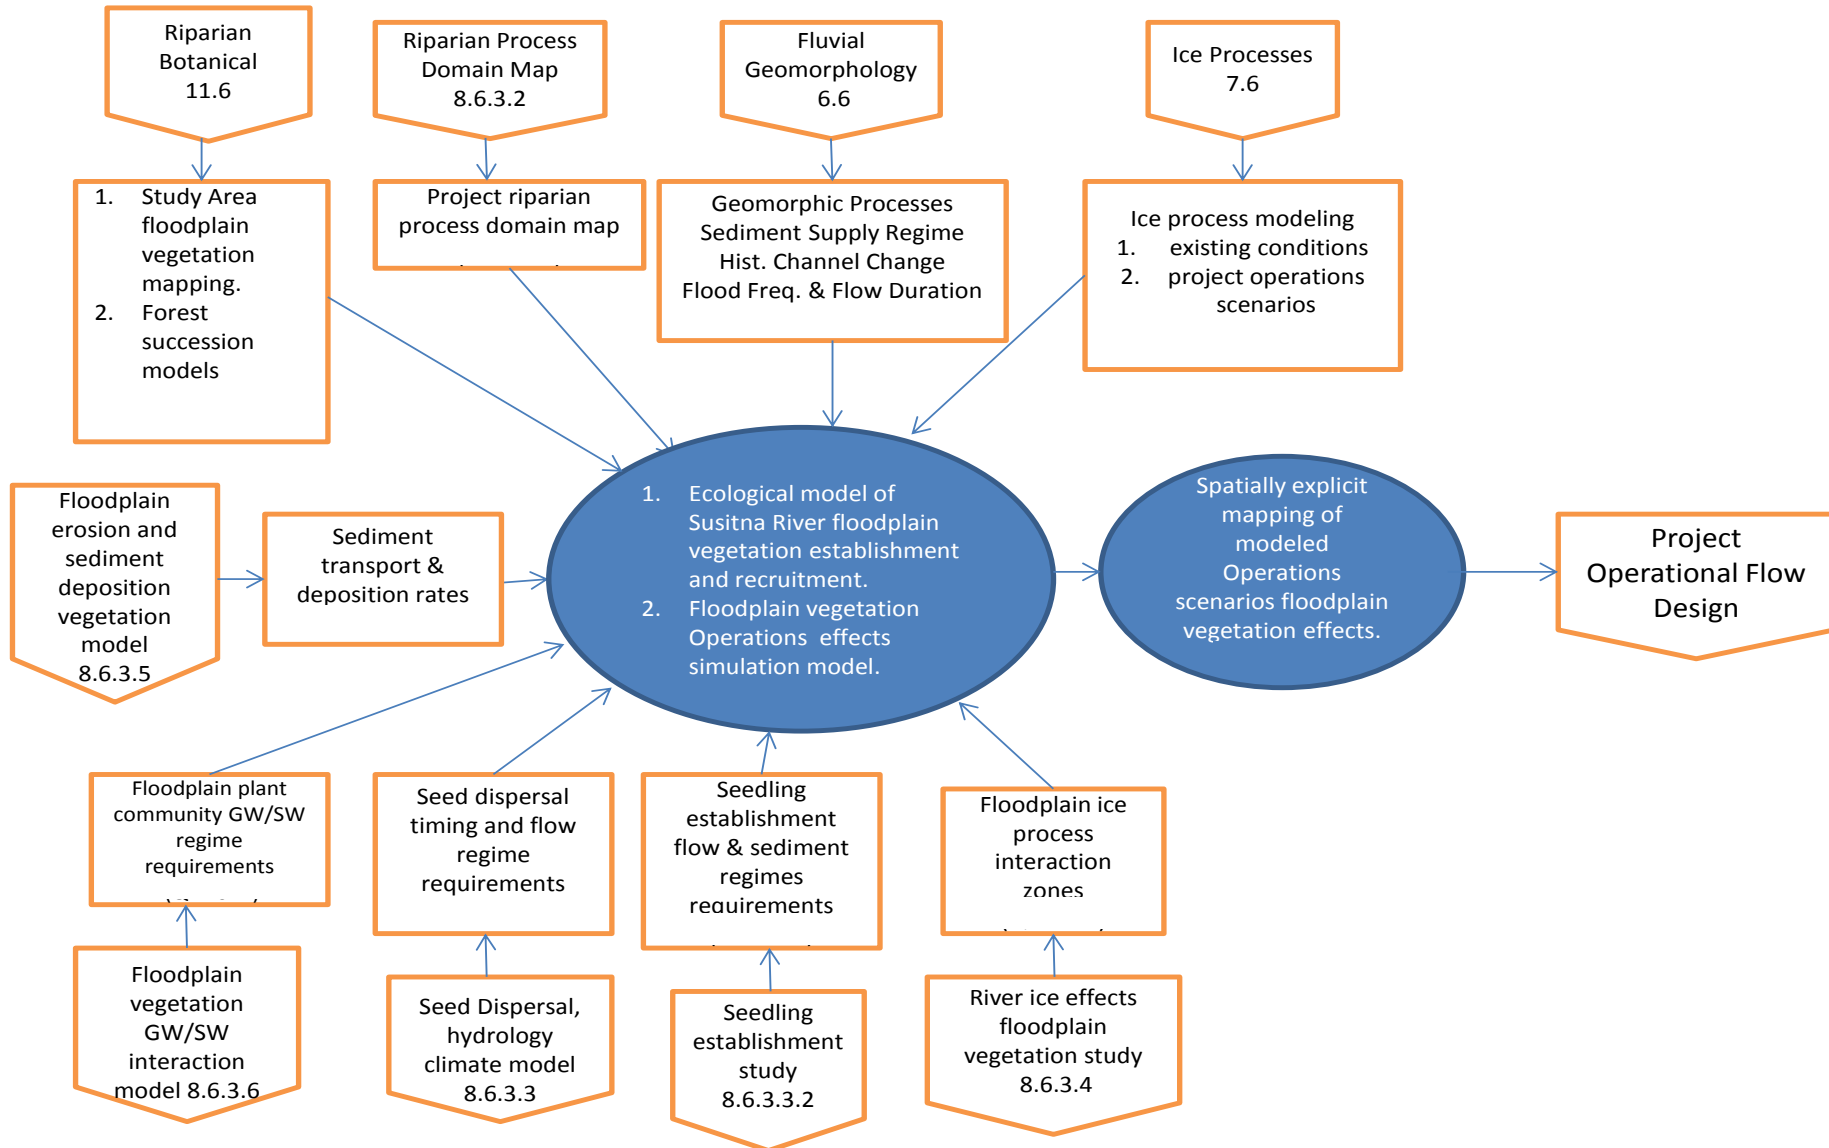 Riparian
Botanical
11.6
Riparian Process
Domain Map
8.6.3.2
Fluvial
Geomorphology
6.6
Ice Processes
7.6
1. Study Area
floodplain
vegetation
mapping.
2. Forest
succession
models
Project riparian
process domain map
Geomorphic Processes
Sediment Supply Regime
Hist. Channel Change
Flood Freq. & Flow Duration
Ice process modeling
1. existing conditions
2. project operations
scenarios
Floodplain
erosion and
sediment
deposition
vegetation
model
8.6.3.5
Sediment
transport &
deposition rates
1. Ecological model of
Susitna River floodplain
vegetation establishment
and recruitment.
2. Floodplain vegetation
Operations effects
simulation model.
Spatially explicit
mapping of
modeled
Operations
scenarios floodplain
vegetation effects.
Project
Operational Flow
Design
Floodplain plant
community GW/SW
regime
requirements
Seed dispersal
timing and flow
regime
requirements
Seedling
establishment
flow & sediment
regimes
requirements
Floodplain ice
process
interaction
zones
Floodplain
vegetation
GW/SW
interaction
model 8.6.3.6
Seed Dispersal,
hydrology
climate model
8.6.3.3
Seedling
establishment
study
8.6.3.3.2
River ice effects
floodplain
vegetation study
8.6.3.4